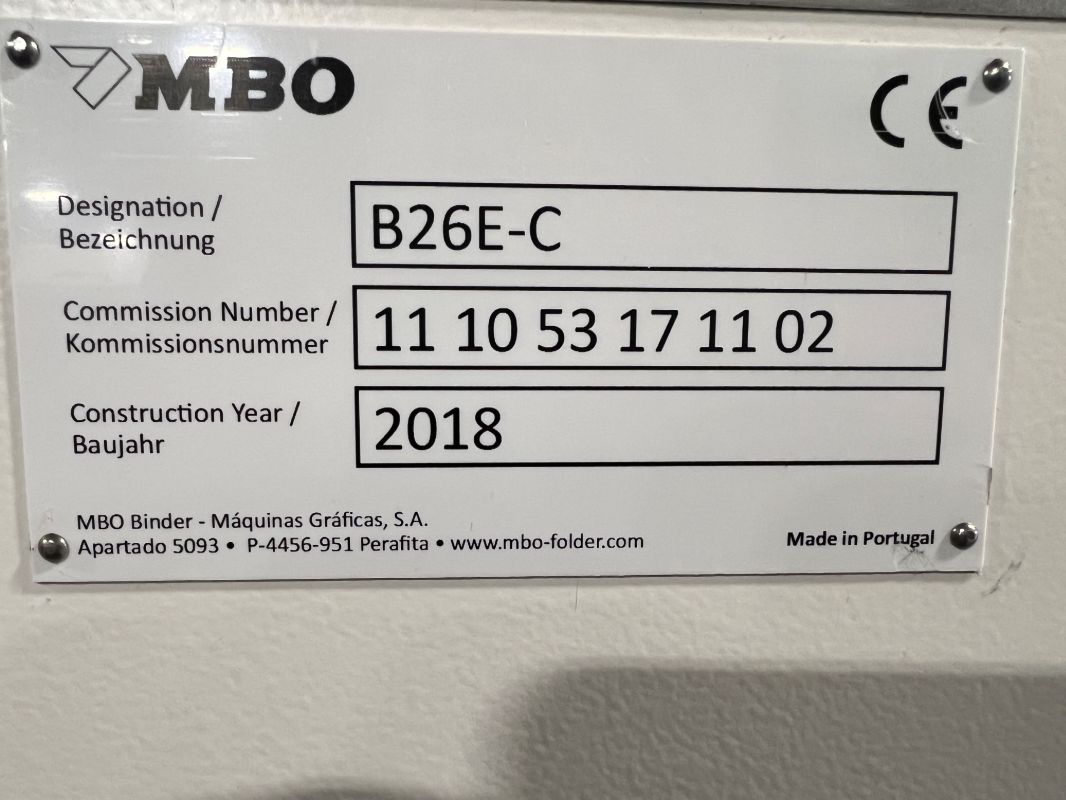 MBO
CE
Designation /
Bezeichnung
B26E-C
Commission Number /
Kommissionsnummer
11 10 53 17 11 02
Construction Year /
Baujahr
2018
MBO Binder - Máquinas Gráficas, S.A.
Apartado 5093 • P-4456-951 Perafita • www.mbo-folder.com
Made in Portugal